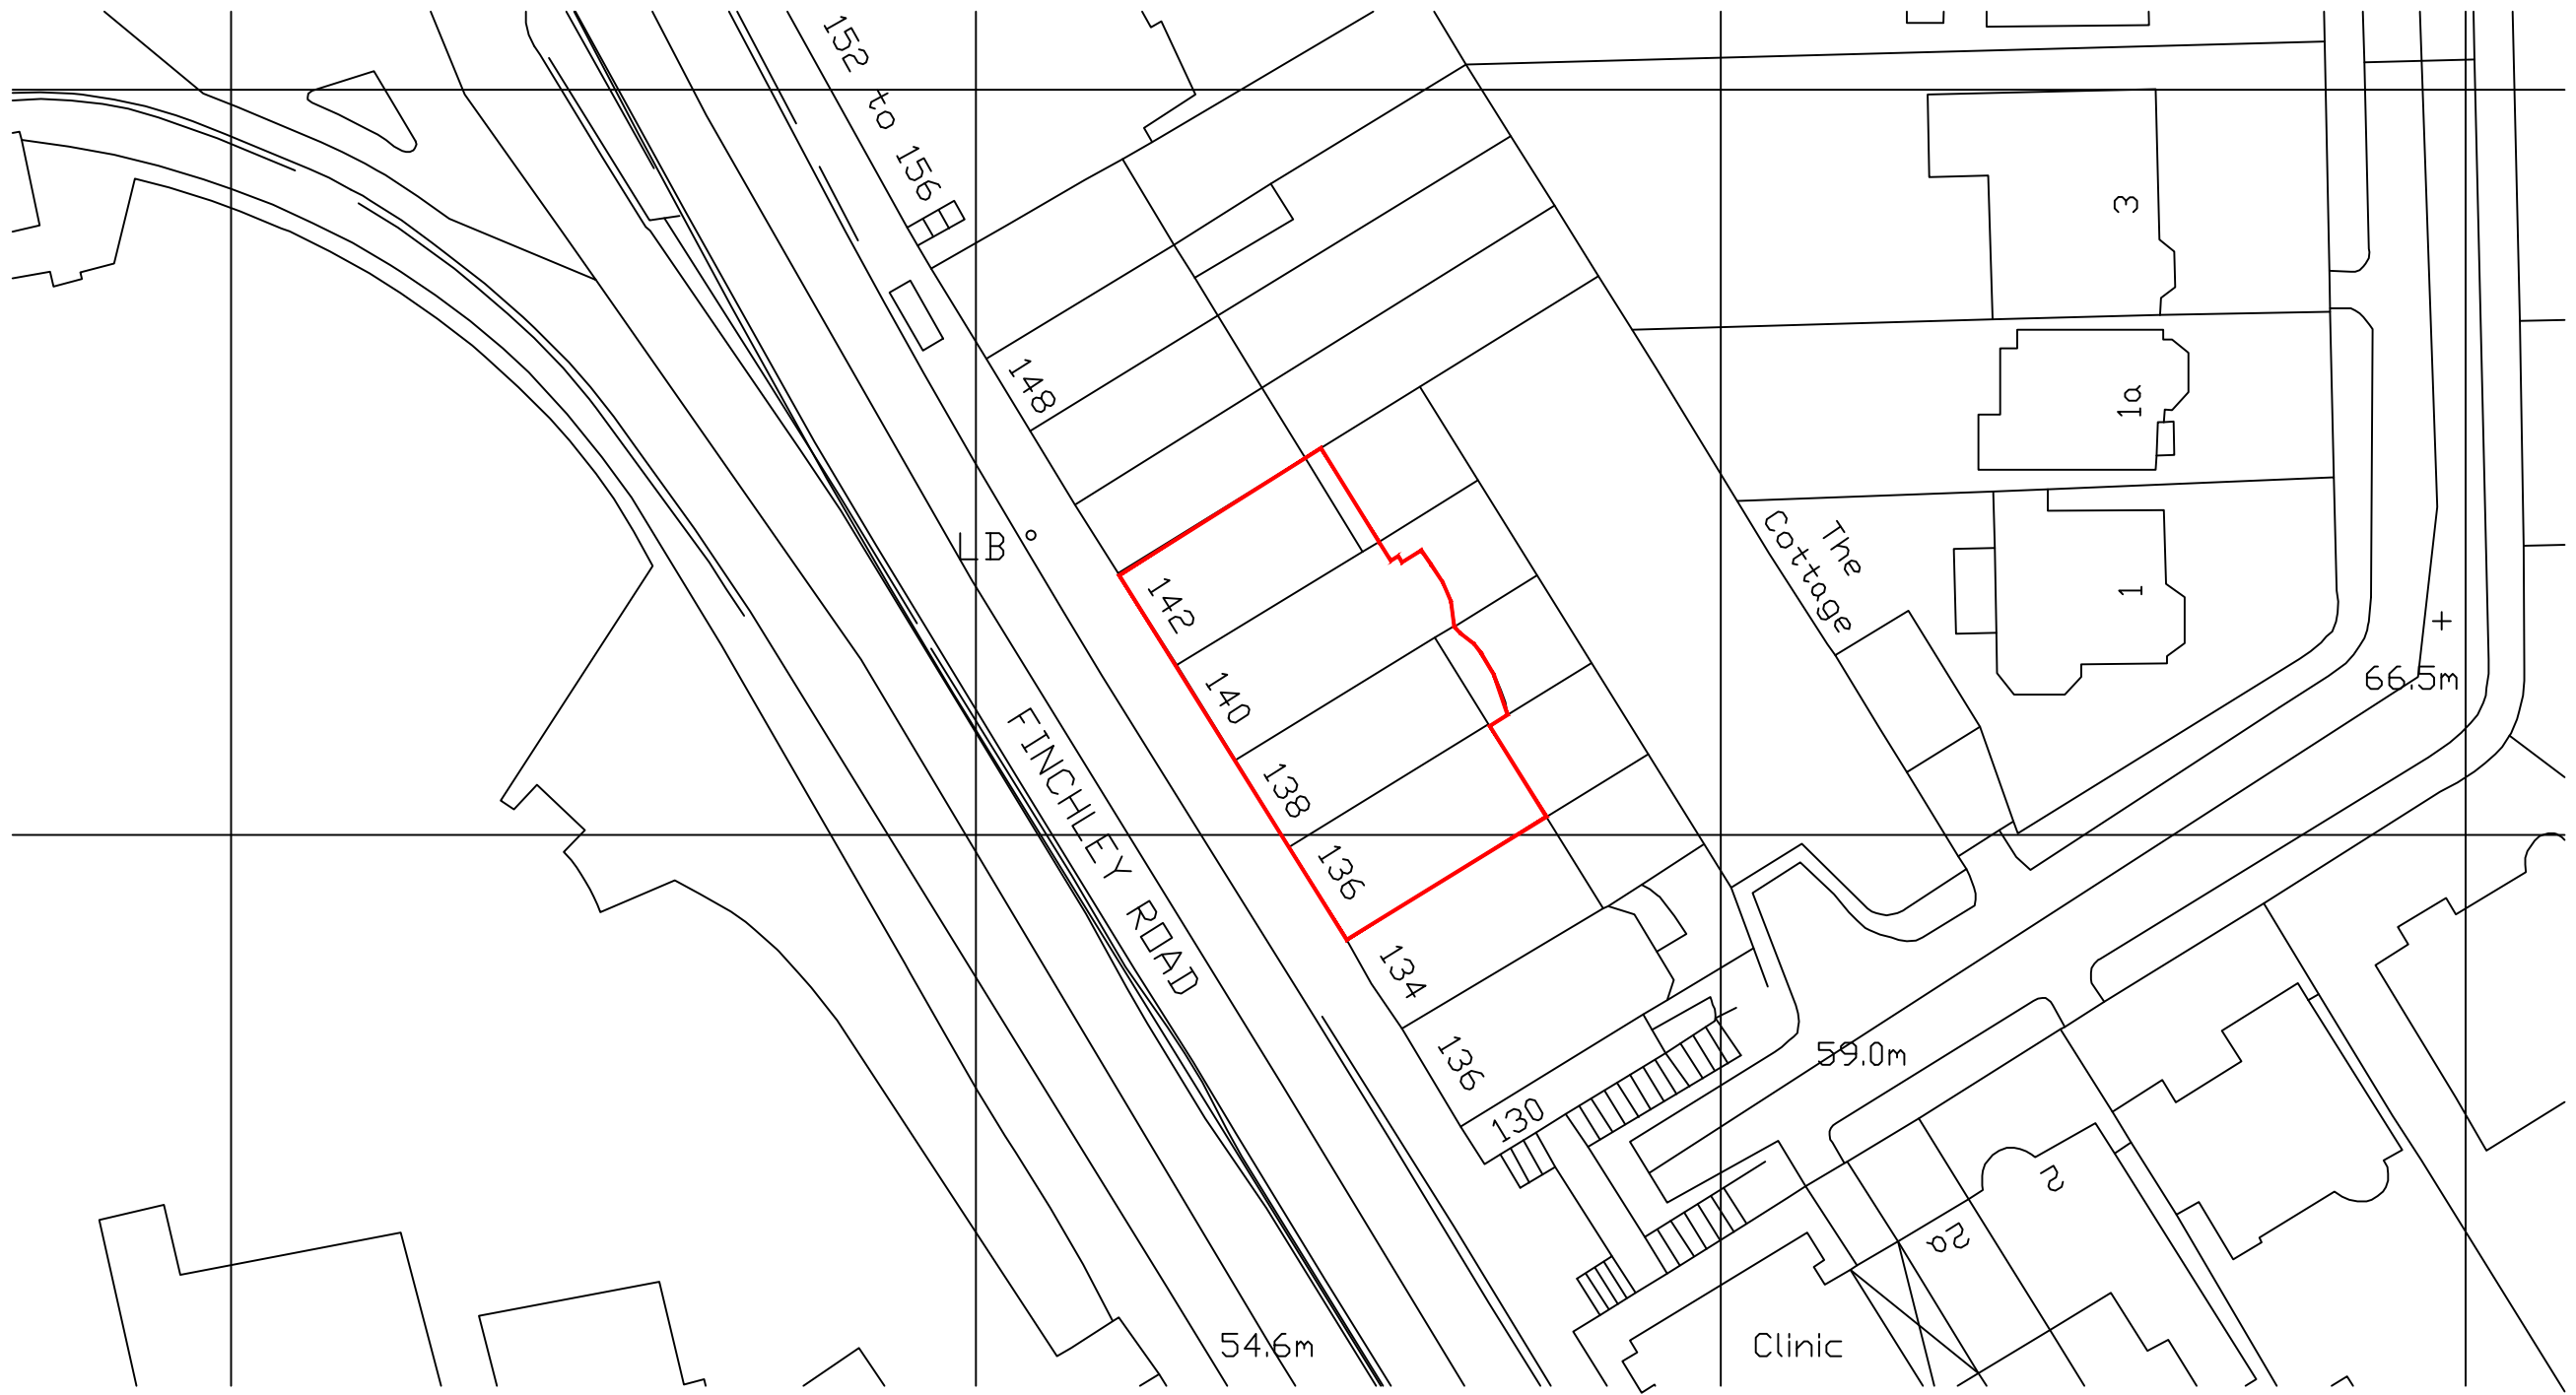 152 to 156
3
148
1a
LB
The
Cottage
142
1
66.5m
140
FINCHLEY ROAD
138
136
134
136
59.0m
130
2
2a
54.6m
Clinic